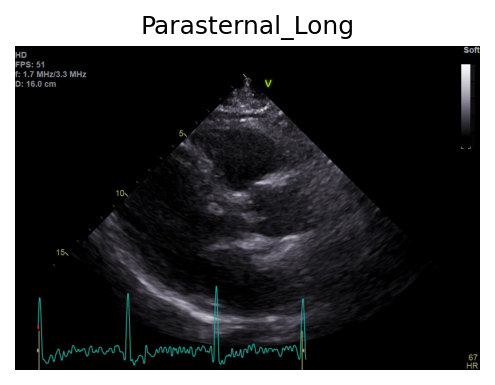 Parasternal_Long
HD
FPS: 51
f: 1.7 MHz/3.3 MHz
D: 16.0 cm
Soft
V
5
10
15
67
HR